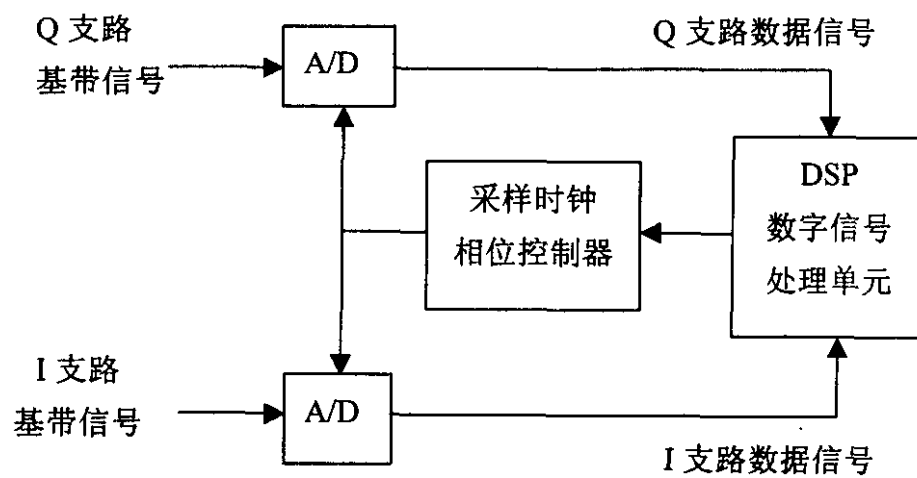 Q 支路
基带信号
A/D
Q 支路数据信号
采样时钟
相位控制器
DSP
数字信号
处理单元
I 支路
基带信号
A/D
I 支路数据信号